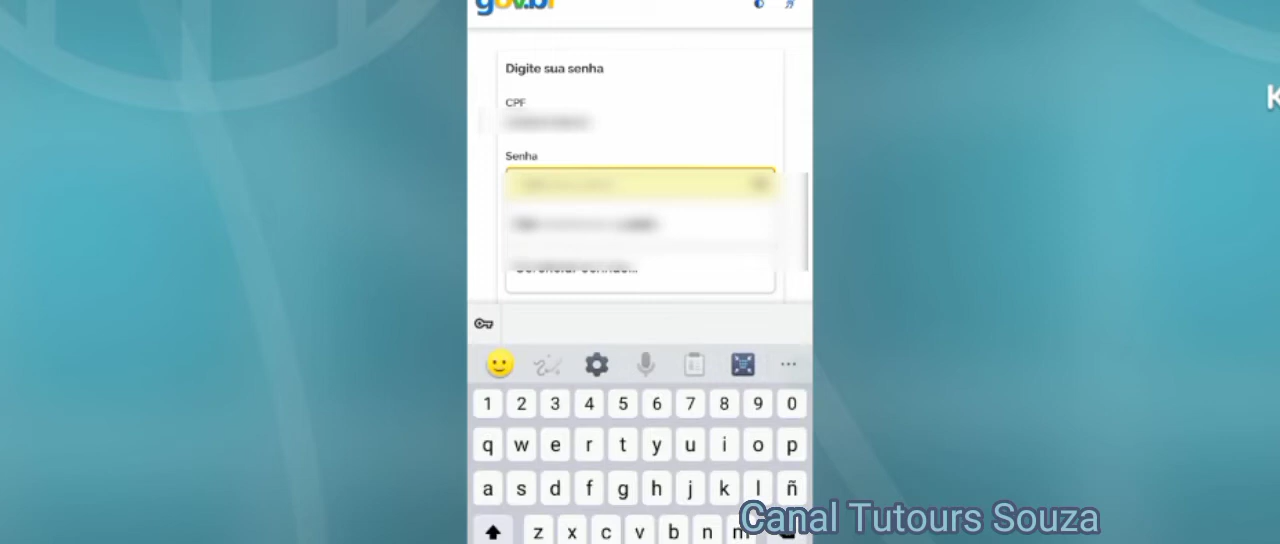 gov.br
K
Digite sua senha
CPF
Senha
1 2 3 4 5 6 7 8 9 0
q w e r t y u i o p
a s d f g h j k l ñ
z x c v b n m
Canal Tutours Souza